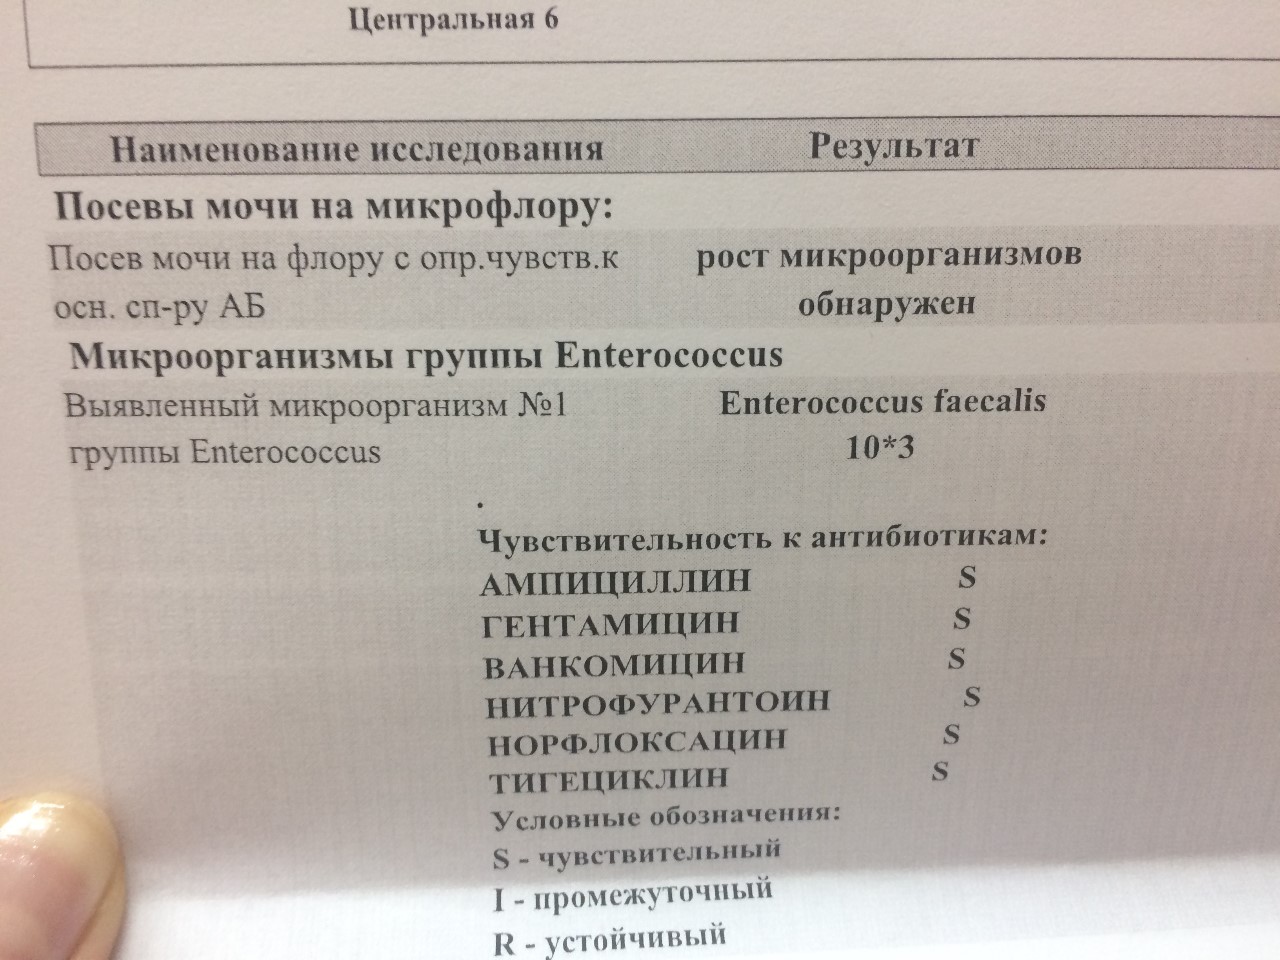 Центральная 6
Наименование исследования Результат
Посевы мочи на микрофлору:
Посев мочи на флору с опр.чувств.к рост микроорганизмов
осн. сп-ру АБ обнаружен
Микроорганизмы группы Enterococcus
Выявленный микроорганизм №1 Enterococcus faecalis
группы Enterococcus 10*3
.
Чувствительность к антибиотикам:
АМПИЦИЛЛИН S
ГЕНТАМИЦИН S
ВАНКОМИЦИН S
НИТРОФУРАНТОИН S
НОРФЛОКСАЦИН S
ТИГЕЦИКЛИН S
Условные обозначения:
S - чувствительный
I - промежуточный
R - устойчивый